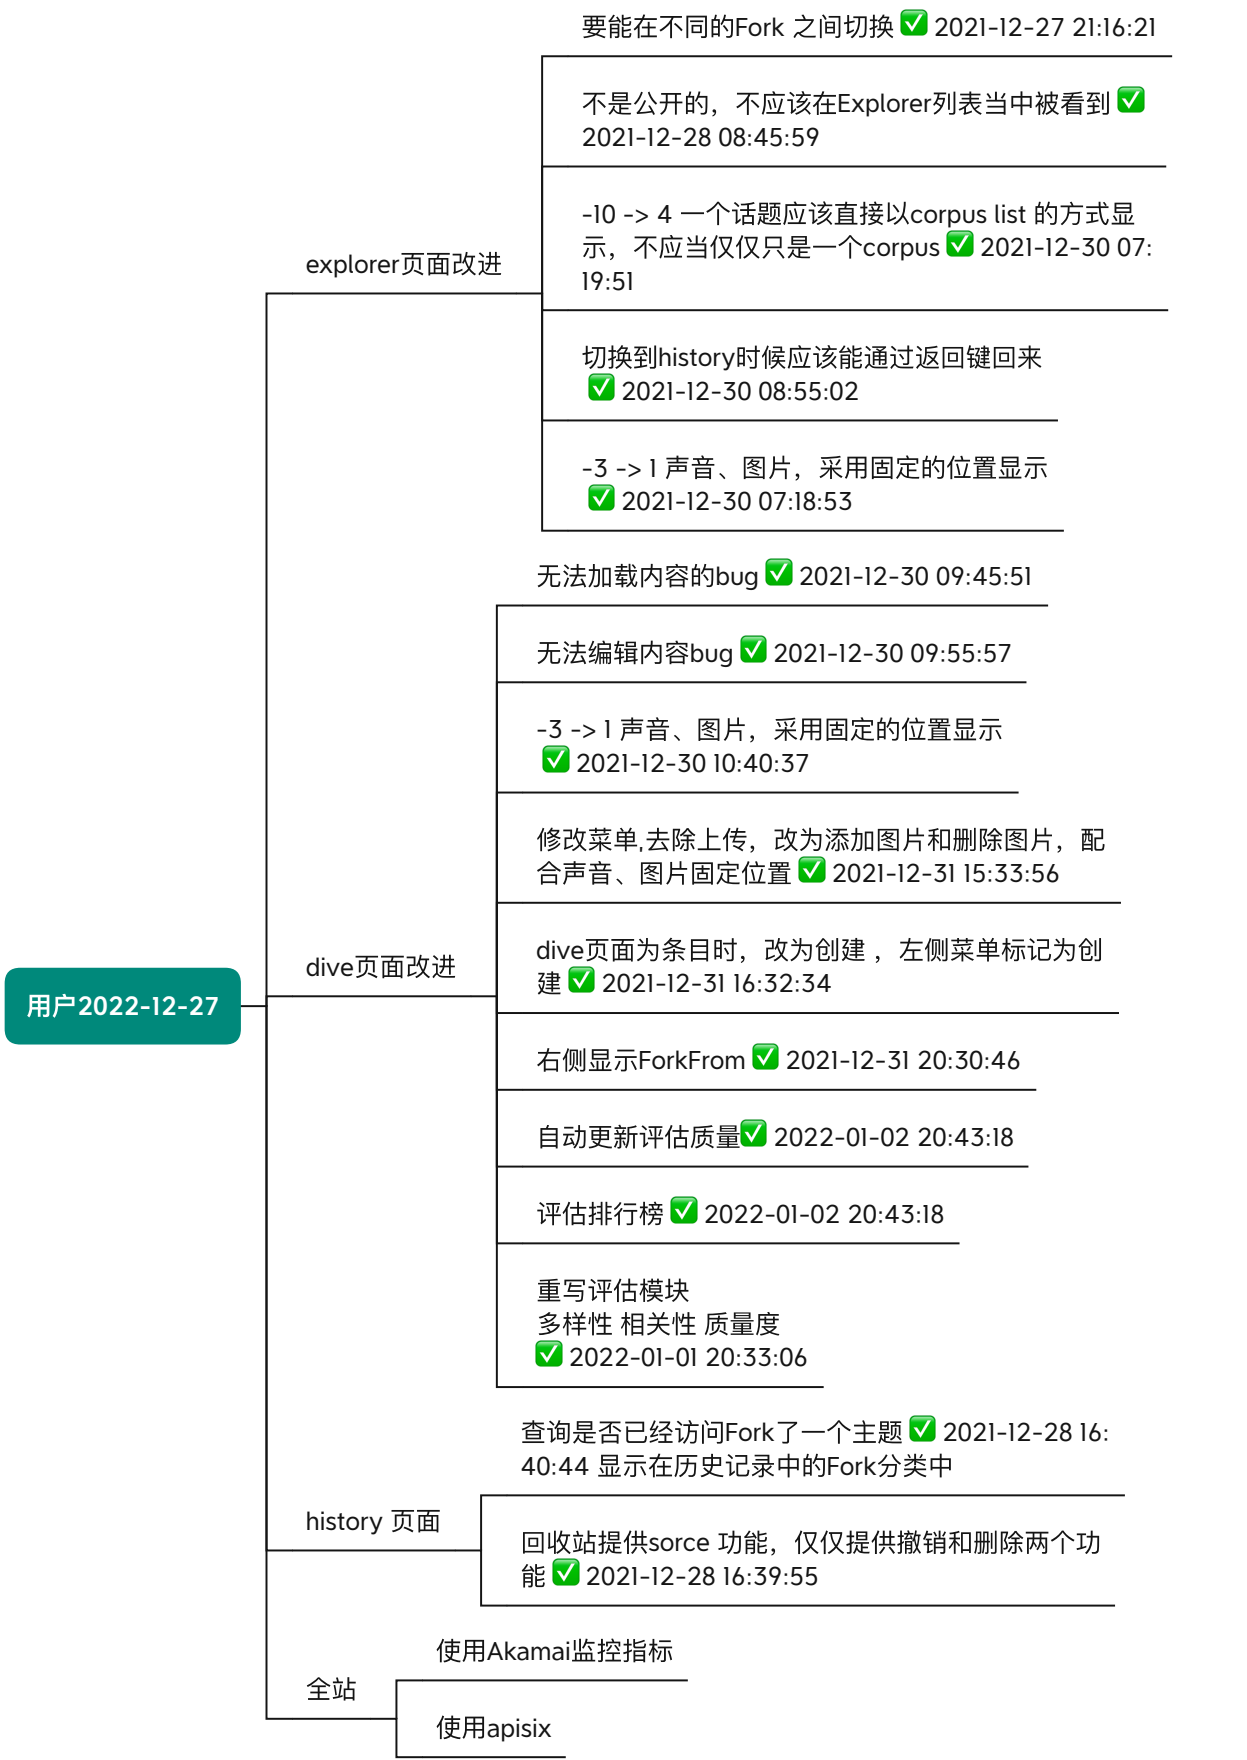 要能在不同的Fork 之间切换 ✅ 2021-12-27 21:16:21
不是公开的，不应该在Explorer列表当中被看到 ✅
2021-12-28 08:45:59
-10 -> 4 一个话题应该直接以corpus list 的方式显
示，不应当仅仅只是一个corpus ✅ 2021-12-30 07:
19:51
explorer页面改进
切换到history时候应该能通过返回键回来
✅ 2021-12-30 08:55:02
-3 -> 1 声音、图片，采用固定的位置显示
✅ 2021-12-30 07:18:53
无法加载内容的bug ✅ 2021-12-30 09:45:51
无法编辑内容bug ✅ 2021-12-30 09:55:57
-3 -> 1 声音、图片，采用固定的位置显示
✅ 2021-12-30 10:40:37
修改菜单,去除上传，改为添加图片和删除图片，配
合声音、图片固定位置 ✅ 2021-12-31 15:33:56
dive页面改进
dive页面为条目时，改为创建 ，左侧菜单标记为创
建 ✅ 2021-12-31 16:32:34
用户2022-12-27
右侧显示ForkFrom ✅ 2021-12-31 20:30:46
自动更新评估质量✅ 2022-01-02 20:43:18
评估排行榜 ✅ 2022-01-02 20:43:18
重写评估模块
多样性 相关性 质量度
✅ 2022-01-01 20:33:06
查询是否已经访问Fork了一个主题 ✅ 2021-12-28 16:
40:44 显示在历史记录中的Fork分类中
history 页面
回收站提供sorce 功能，仅仅提供撤销和删除两个功
能 ✅ 2021-12-28 16:39:55
使用Akamai监控指标
全站
使用apisix